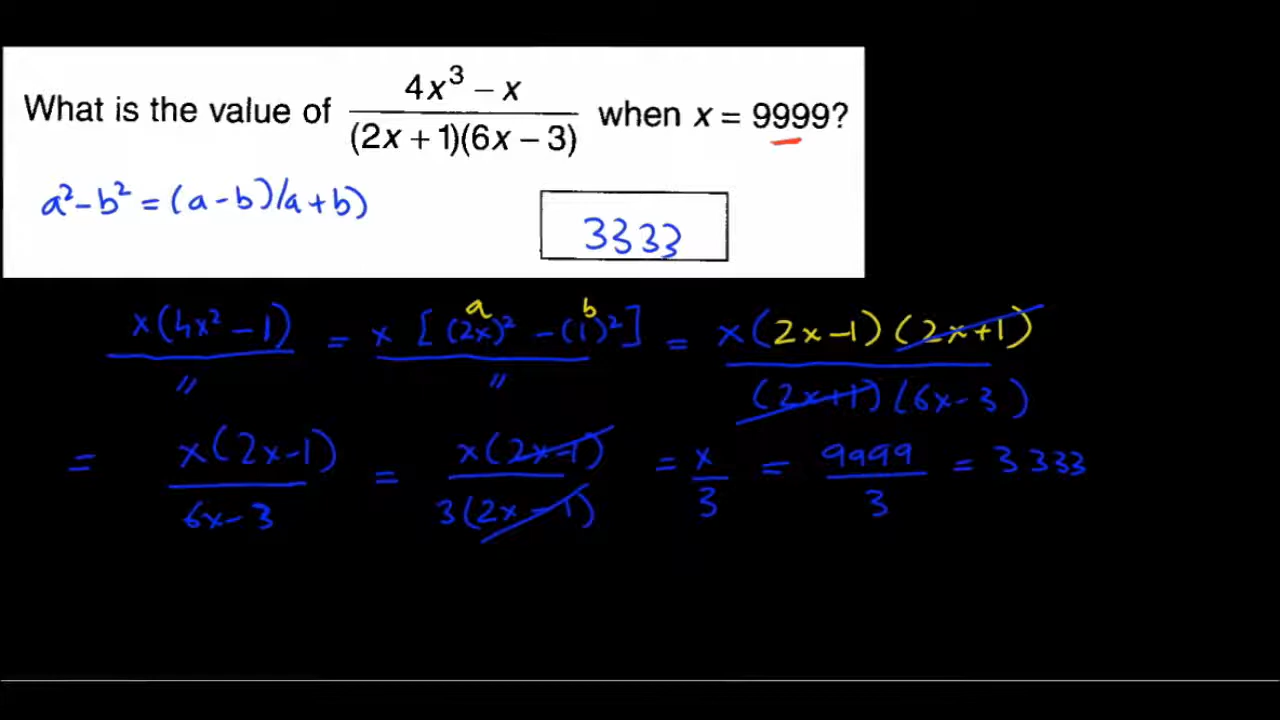 What is the value of (4x³ − x)/((2x + 1)(6x − 3)) when x = 9999?
a² − b² = (a − b)(a + b)
3333
a b
x(4x² − 1)/〃 = x[(2x)² − (1)²]/〃 = x(2x − 1)(2x + 1)/((2x + 1)(6x − 3))
= x(2x − 1)/(6x − 3) = x(2x − 1)/(3(2x − 1)) = x/3 = 9999/3 = 3333